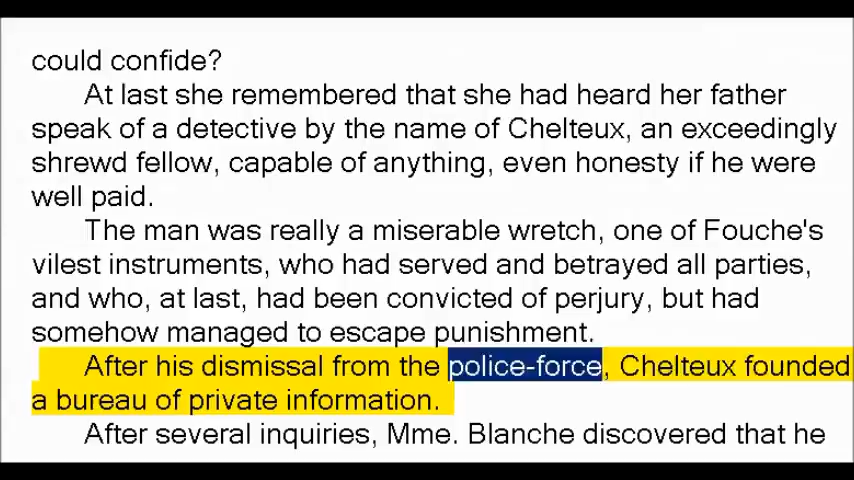 could confide?
At last she remembered that she had heard her father
speak of a detective by the name of Chelteux, an exceedingly
shrewd fellow, capable of anything, even honesty if he were
well paid.
The man was really a miserable wretch, one of Fouche's
vilest instruments, who had served and betrayed all parties,
and who, at last, had been convicted of perjury, but had
somehow managed to escape punishment.
After his dismissal from the police-force, Chelteux founded
a bureau of private information.
After several inquiries, Mme. Blanche discovered that he